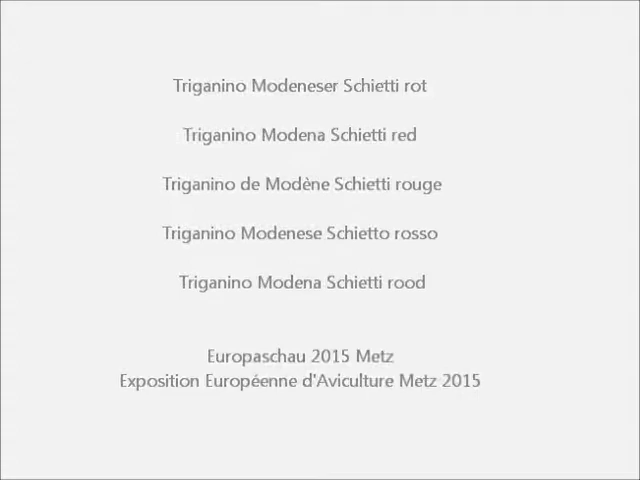 Triganino Modeneser Schietti rot
Triganino Modena Schietti red
Triganino de Modène Schietti rouge
Triganino Modenese Schietto rosso
Triganino Modena Schietti rood
Europaschau 2015 Metz
Exposition Européenne d'Aviculture Metz 2015